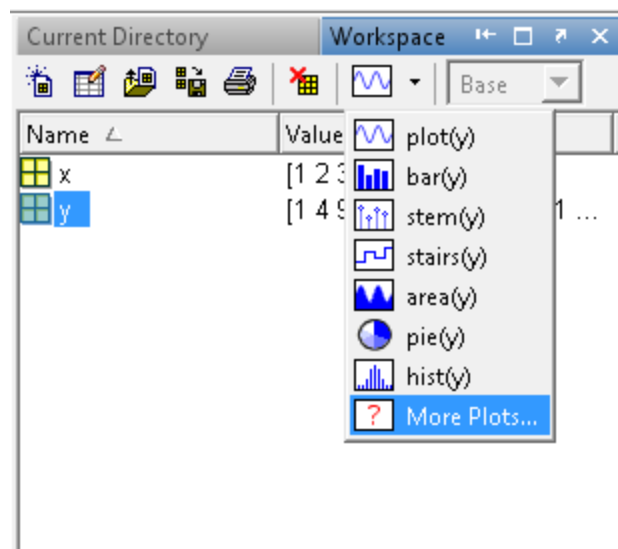 Current Directory Workspace
Base
Name Value
x [1 2 3
y [1 4 9 1 ...
plot(y)
bar(y)
stem(y)
stairs(y)
area(y)
pie(y)
hist(y)
? More Plots...